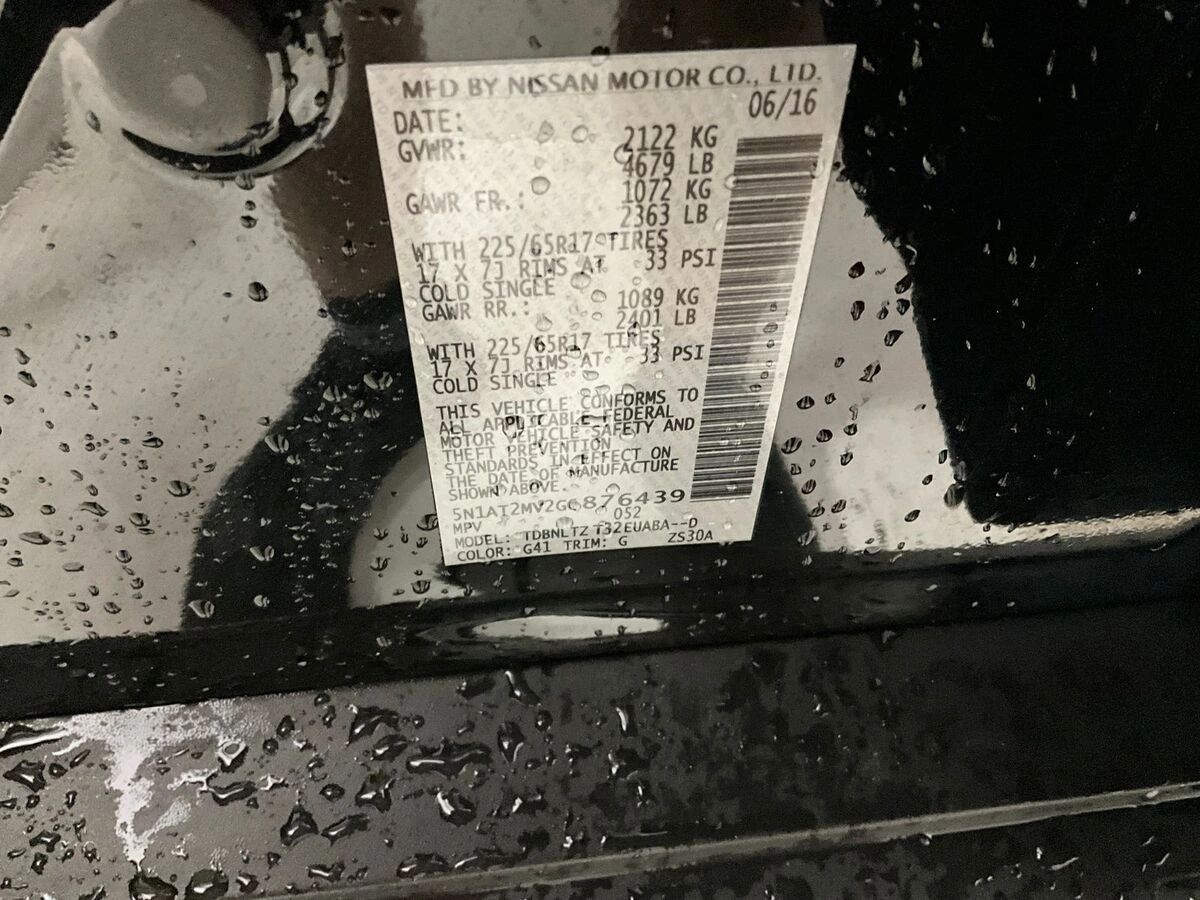 MFD BY NISSAN MOTOR CO., LTD.
DATE: 06/16
GVWR: 2122 KG
4679 LB
GAWR FR.: 1072 KG
2363 LB
WITH 225/65R17 TIRES
17 X 7J RIMS AT 33 PSI
COLD SINGLE
GAWR RR.: 1089 KG
2401 LB
WITH 225/65R17 TIRES
17 X 7J RIMS AT 33 PSI
COLD SINGLE
THIS VEHICLE CONFORMS TO
ALL APPLICABLE FEDERAL
MOTOR VEHICLE SAFETY AND
THEFT PREVENTION
STANDARDS IN EFFECT ON
THE DATE OF MANUFACTURE
SHOWN ABOVE.
5N1AT2MV2GC876439
MPV 052
MODEL: TDBNLTZ T32EUABA--D
COLOR: G41 TRIM: G ZS30A